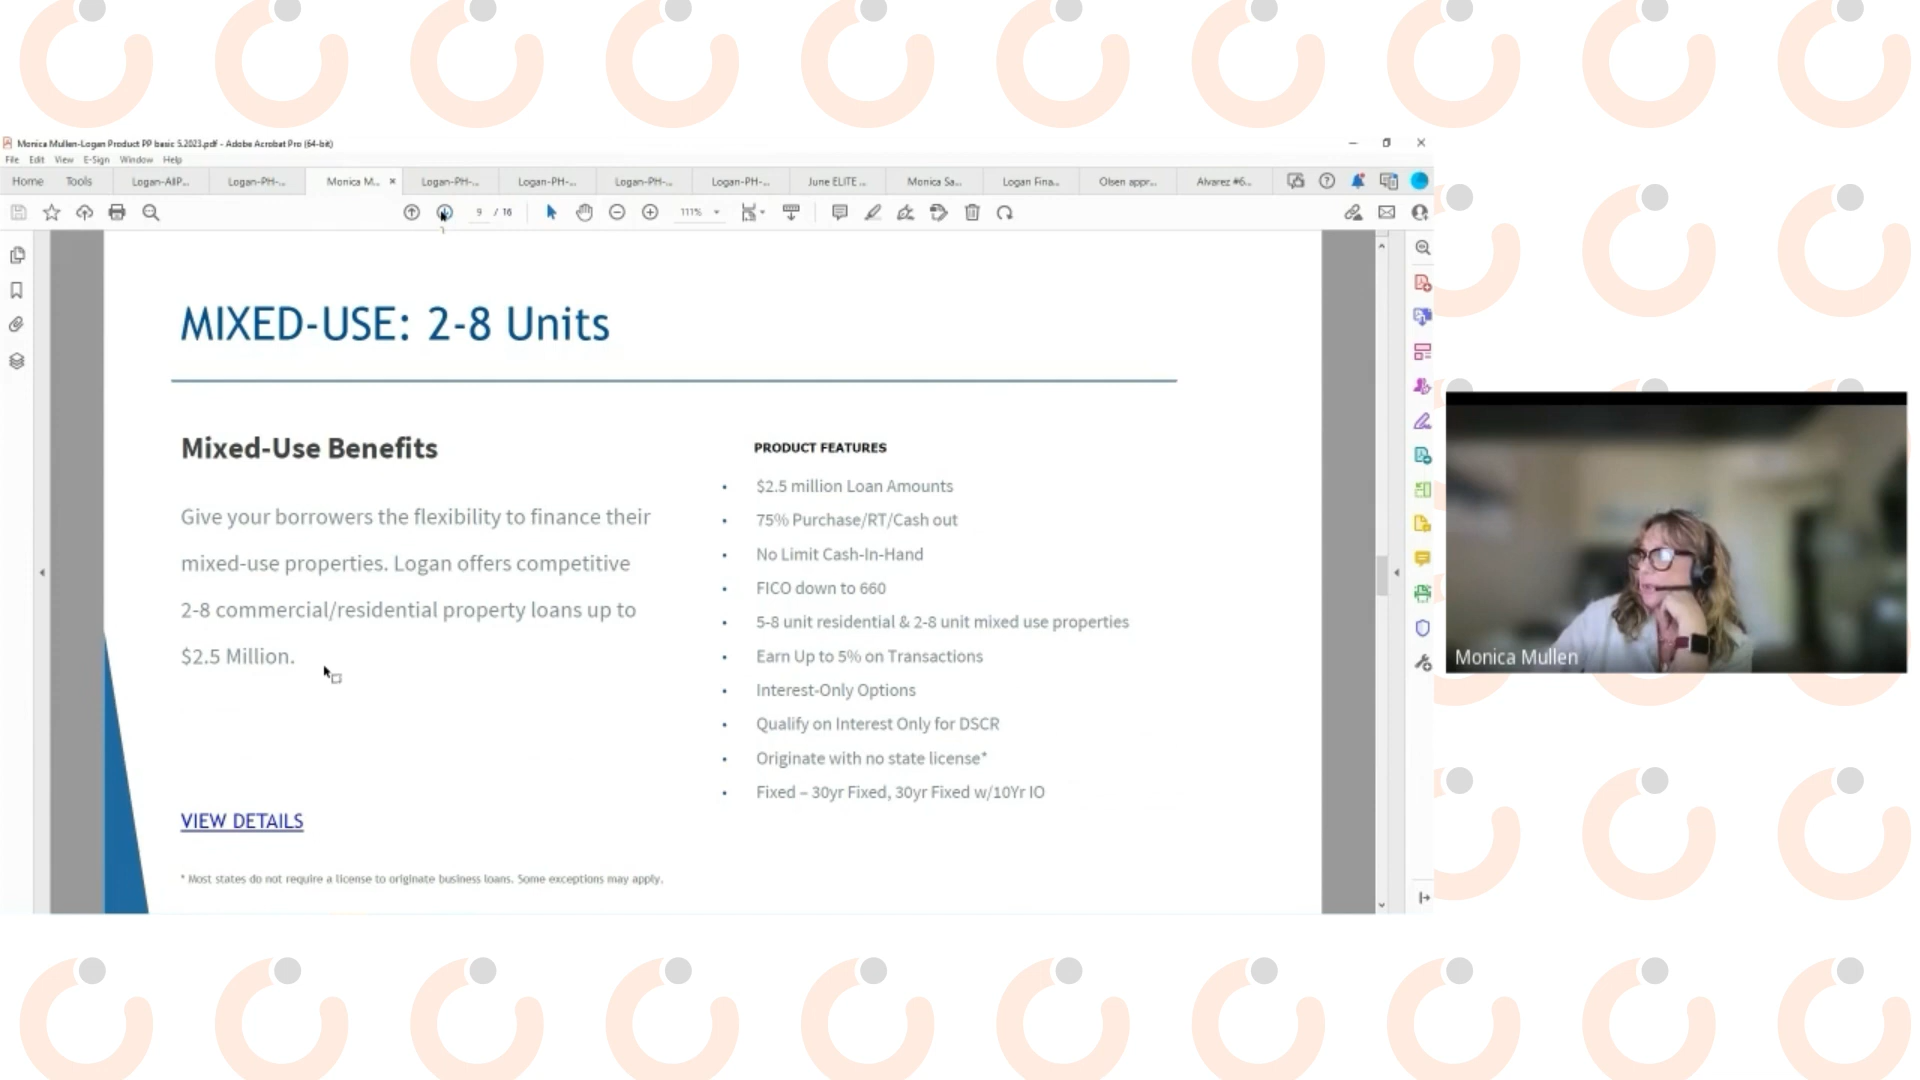 Monica Mullen-Logan Product PP basic 5.2023.pdf - Adobe Acrobat Pro (64-bit)
File Edit View E-Sign Window Help
Home Tools Logan-AllP... Logan-PH-... Monica M... Logan-PH-... Logan-PH-... Logan-PH-... Logan-PH-... June ELITE ... Monica Sa... Logan Fina... Olsen appr... Alvarez #6...
9 / 16 111%
MIXED-USE: 2-8 Units
Mixed-Use Benefits
Give your borrowers the flexibility to finance their
mixed-use properties. Logan offers competitive
2-8 commercial/residential property loans up to
$2.5 Million.
VIEW DETAILS
* Most states do not require a license to originate business loans. Some exceptions may apply.
PRODUCT FEATURES
• $2.5 million Loan Amounts
• 75% Purchase/RT/Cash out
• No Limit Cash-In-Hand
• FICO down to 660
• 5-8 unit residential & 2-8 unit mixed use properties
• Earn Up to 5% on Transactions
• Interest-Only Options
• Qualify on Interest Only for DSCR
• Originate with no state license*
• Fixed – 30yr Fixed, 30yr Fixed w/10Yr IO
Monica Mullen